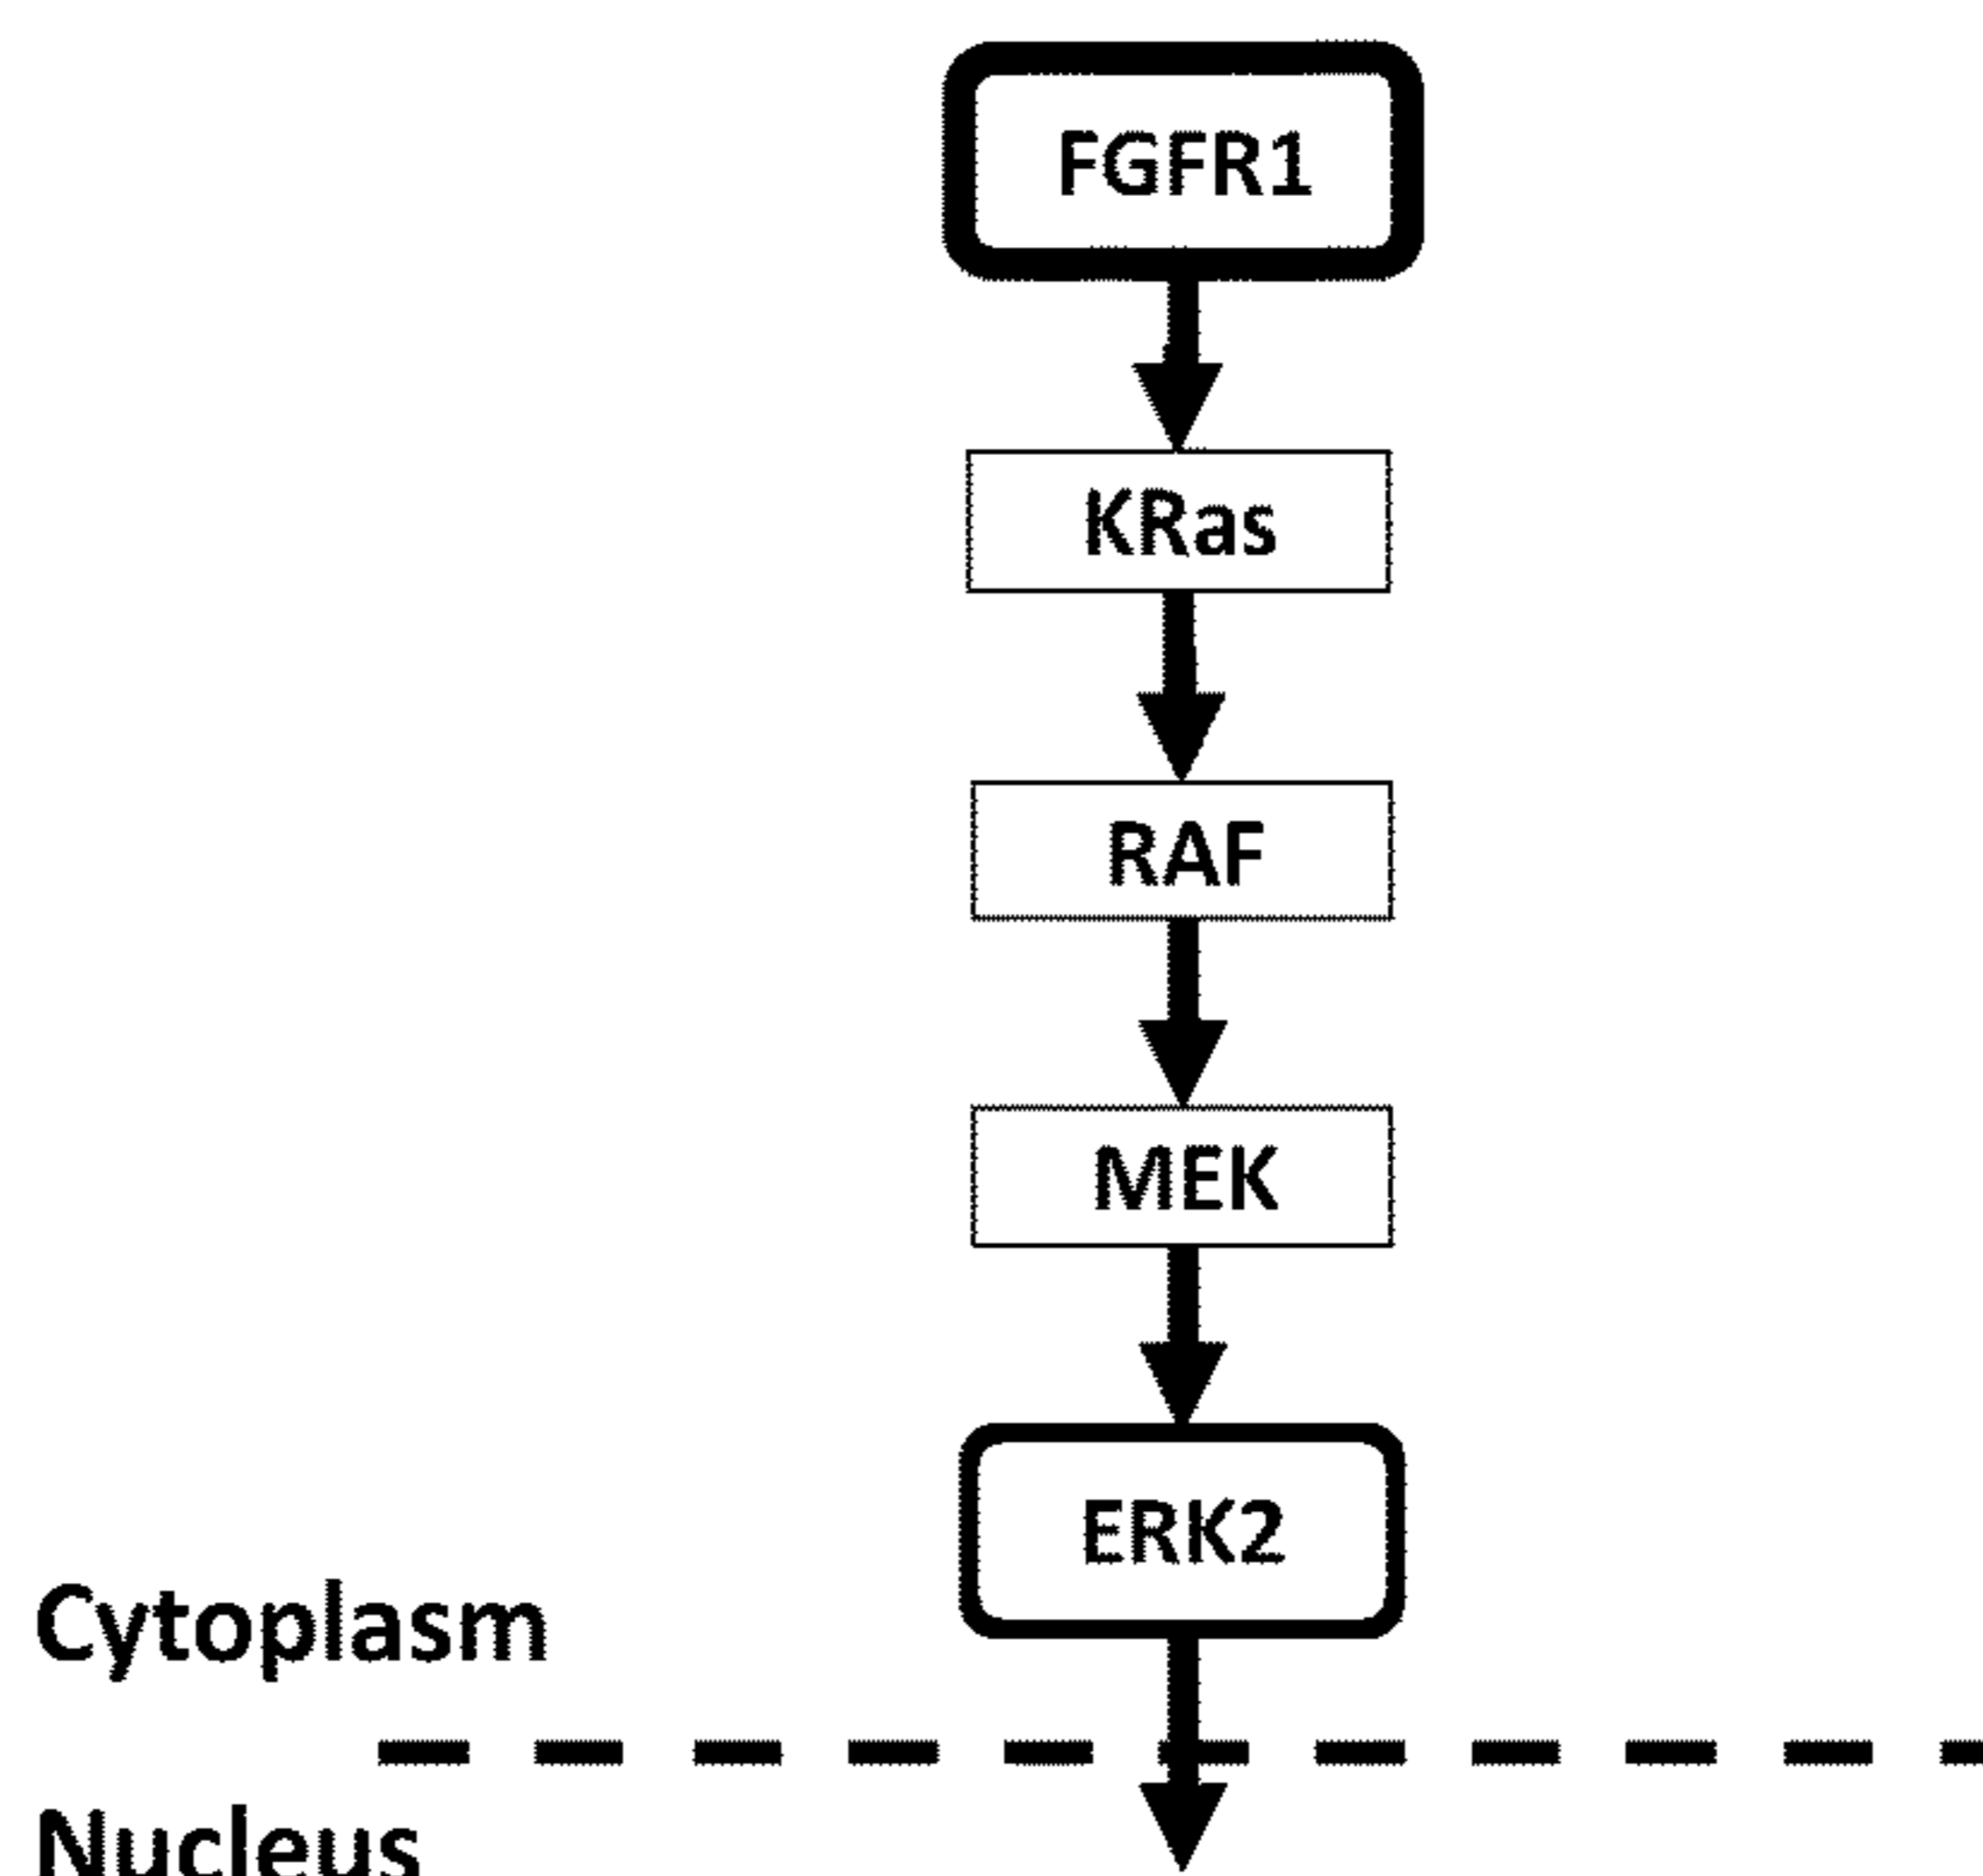 FGFR1
KRas
RAF
MEK
ERK2
Cytoplasm
Nucleus